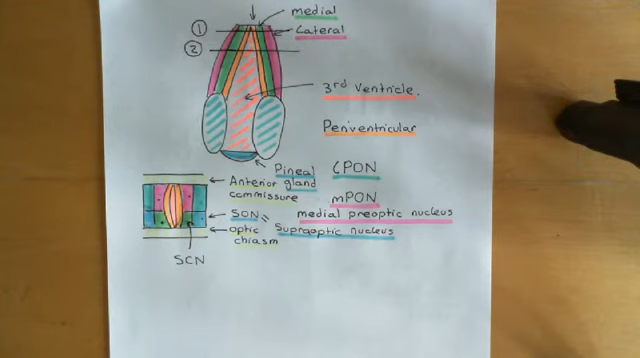 medial
① Lateral
②
3rd Ventricle.
Periventricular
Pineal gland
LPON
Anterior commissure
mPON
SON = medial preoptic nucleus
optic chiasm
Supraoptic nucleus
SCN